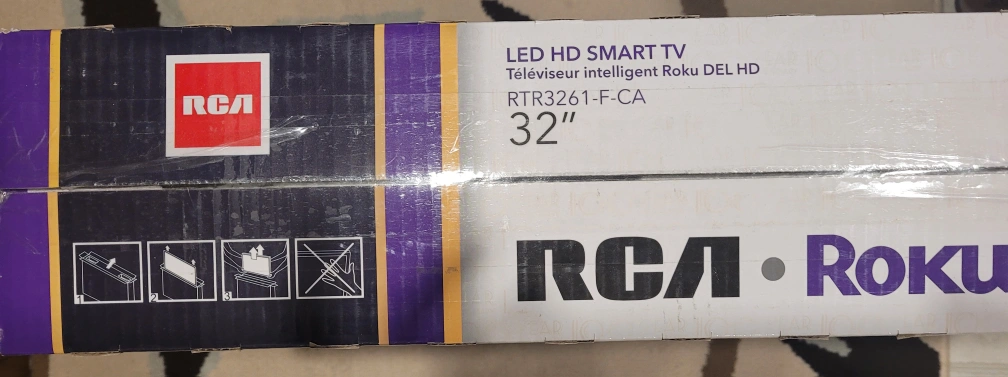 RCA
LED HD SMART TV
Téléviseur intelligent Roku DEL HD
RTR3261-F-CA
32"
1
2
3
RCA • Roku